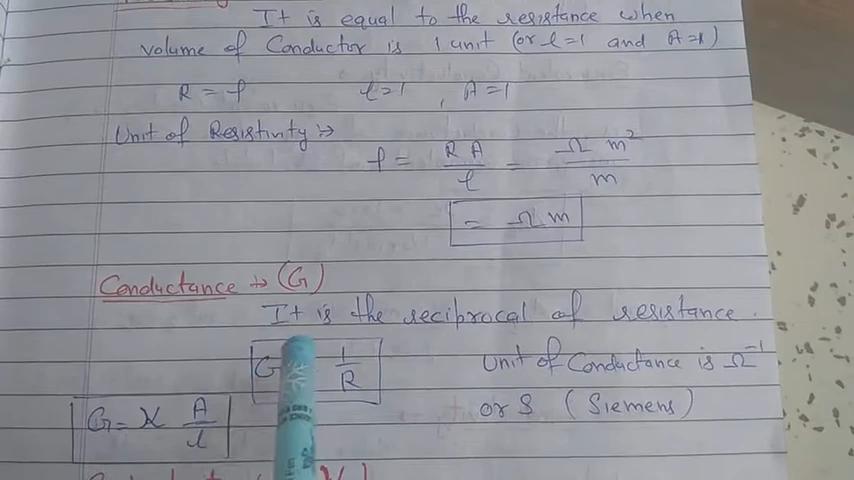 It is equal to the resistance when
volume of Conductor is 1 unit (or l=1 and A=1)
R = ρ l=1 , A=1
Unit of Resistivity :→
ρ = R A / l = Ω m² / m
= Ω m
Conductance → (G)
It is the reciprocal of resistance.
G 1/R Unit of Conductance is Ω⁻¹
or S (Siemens)
G = K A / l